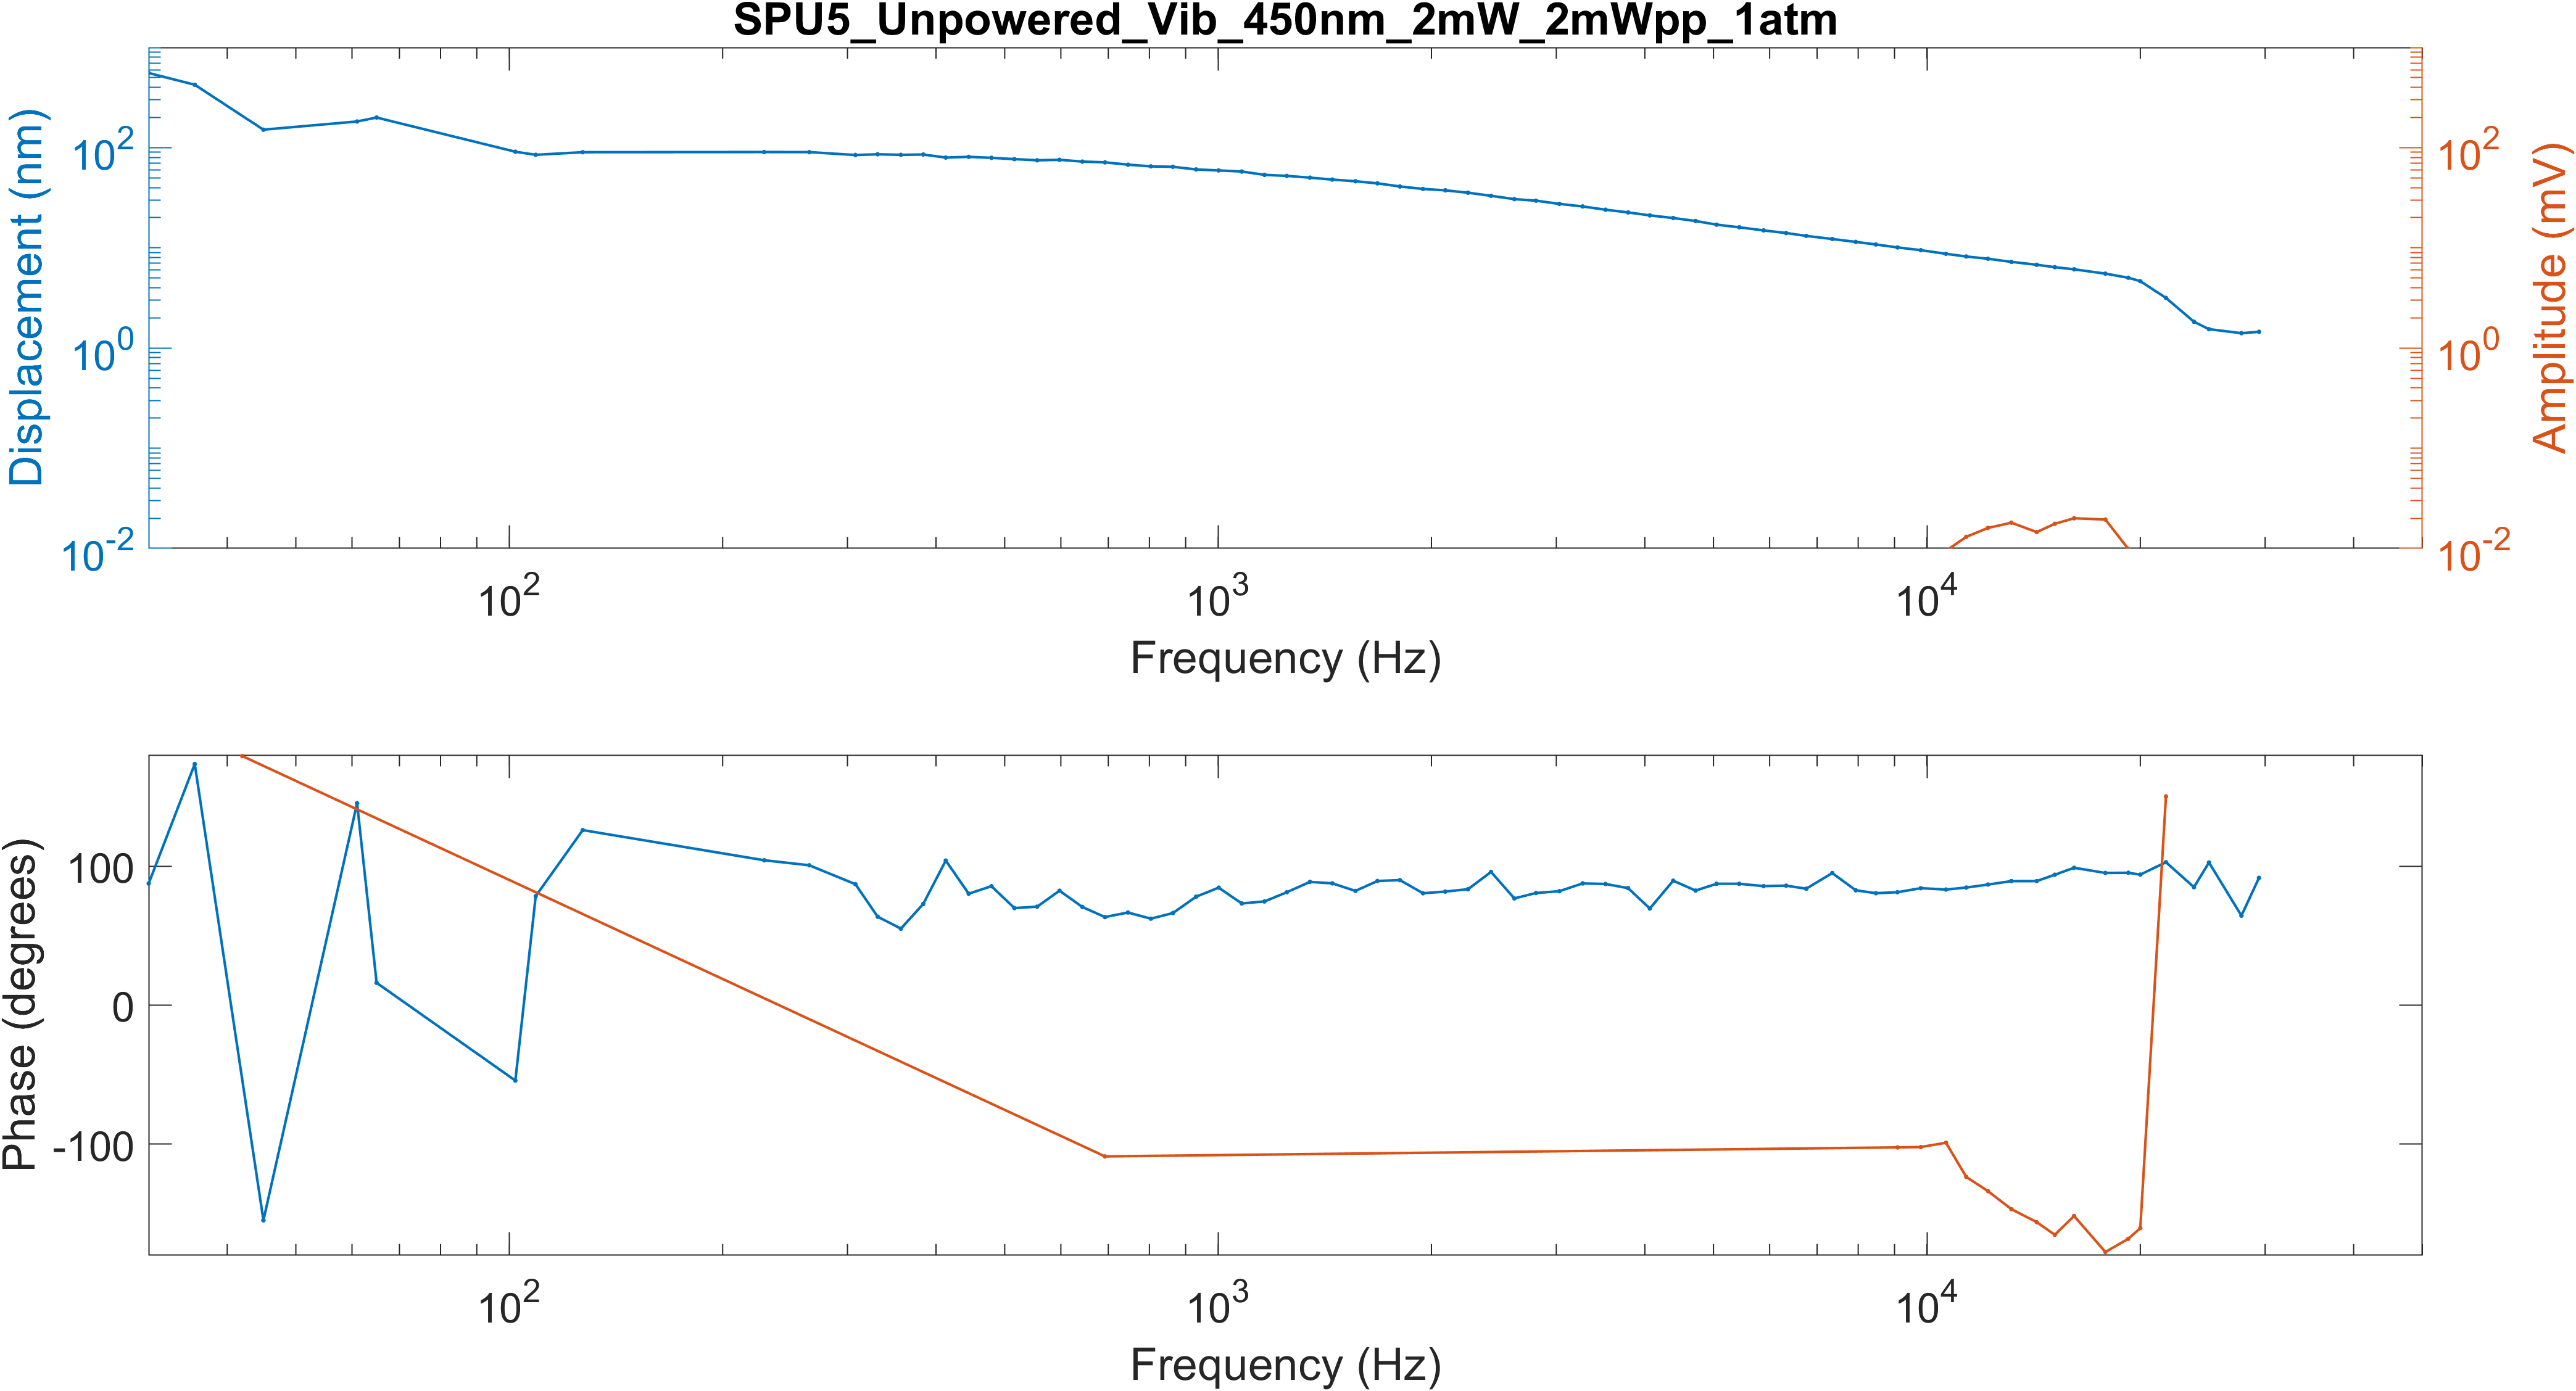 SPU5_Unpowered_Vib_450nm_2mW_2mWpp_1atm
Displacement (nm)
10^2
10^0
10^-2
Amplitude (mV)
10^2
10^0
10^-2
10^2 10^3 10^4
Frequency (Hz)
Phase (degrees)
100
0
-100
10^2 10^3 10^4
Frequency (Hz)